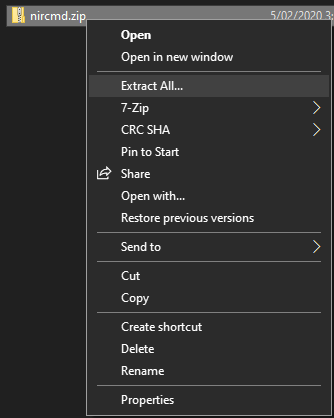 nircmd.zip 5/02/2020 3:
Open
Open in new window
Extract All...
7-Zip
CRC SHA
Pin to Start
Share
Open with...
Restore previous versions
Send to
Cut
Copy
Create shortcut
Delete
Rename
Properties